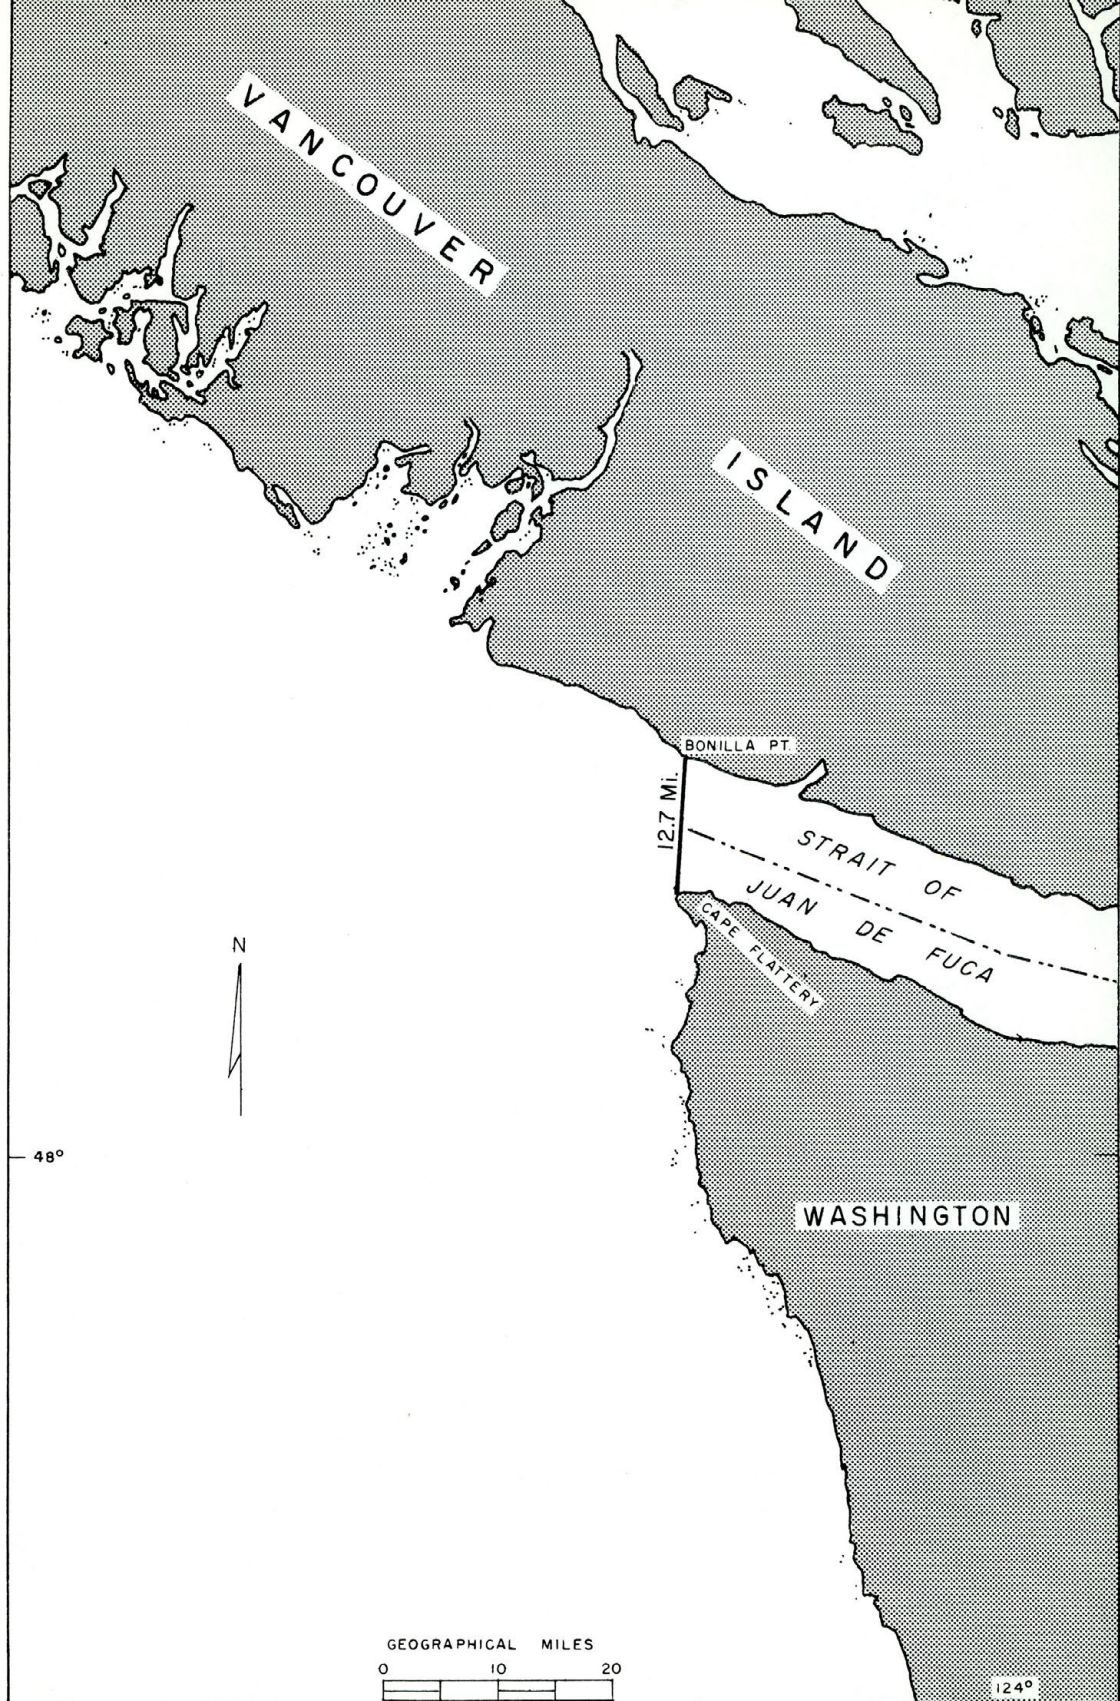 VANCOUVER
ISLAND
BONILLA PT.
12.7 Mi.
STRAIT OF
JUAN DE FUCA
CAPE FLATTERY
N
48°
WASHINGTON
GEOGRAPHICAL MILES
0 10 20
124°